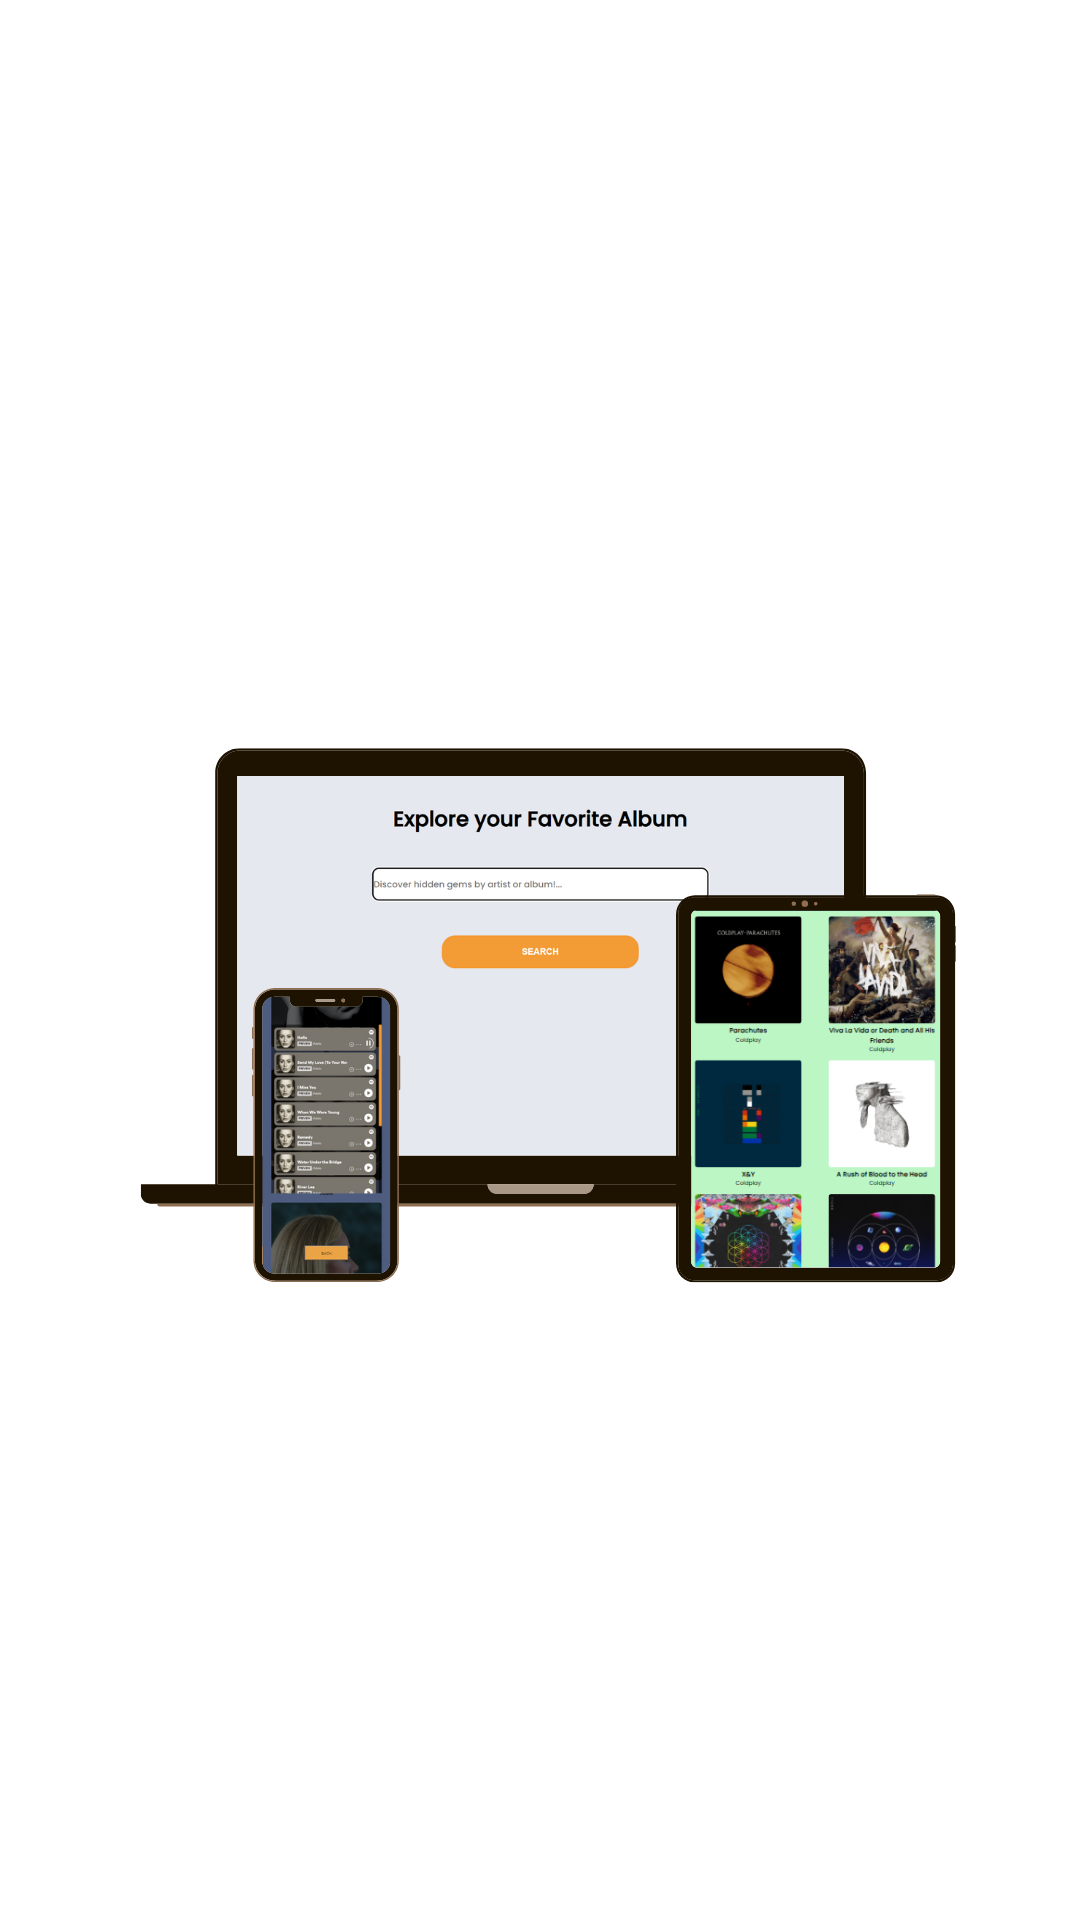 Explore your Favorite Album
Discover hidden gems by artist or album!...
SEARCH
COLDPLAY·PARACHUTES
VIVA
LA VIDA
Parachutes
Coldplay
Viva La Vida or Death and All His
Friends
Coldplay
X&Y
Coldplay
A Rush of Blood to the Head
Coldplay
Hello
Send My Love (To Your Ne
I Miss You
When We Were Young
Remedy
Water Under the Bridge
River Lea